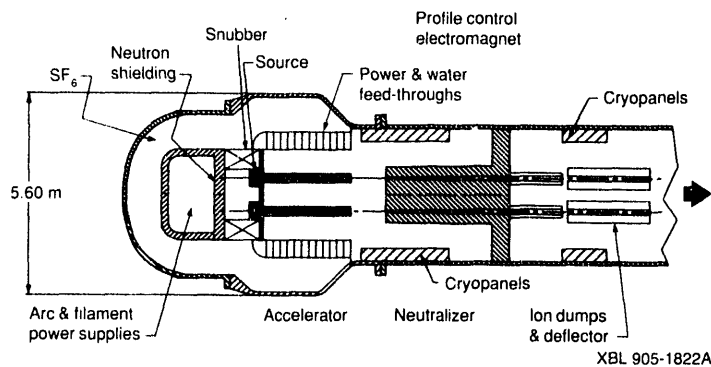 Profile control
electromagnet
Snubber
Neutron
shielding
Source
SF6
Power & water
feed-throughs
Cryopanels
5.60 m
Cryopanels
Arc & filament
power supplies
Accelerator
Neutralizer
Ion dumps
& deflector
XBL 905-1822A